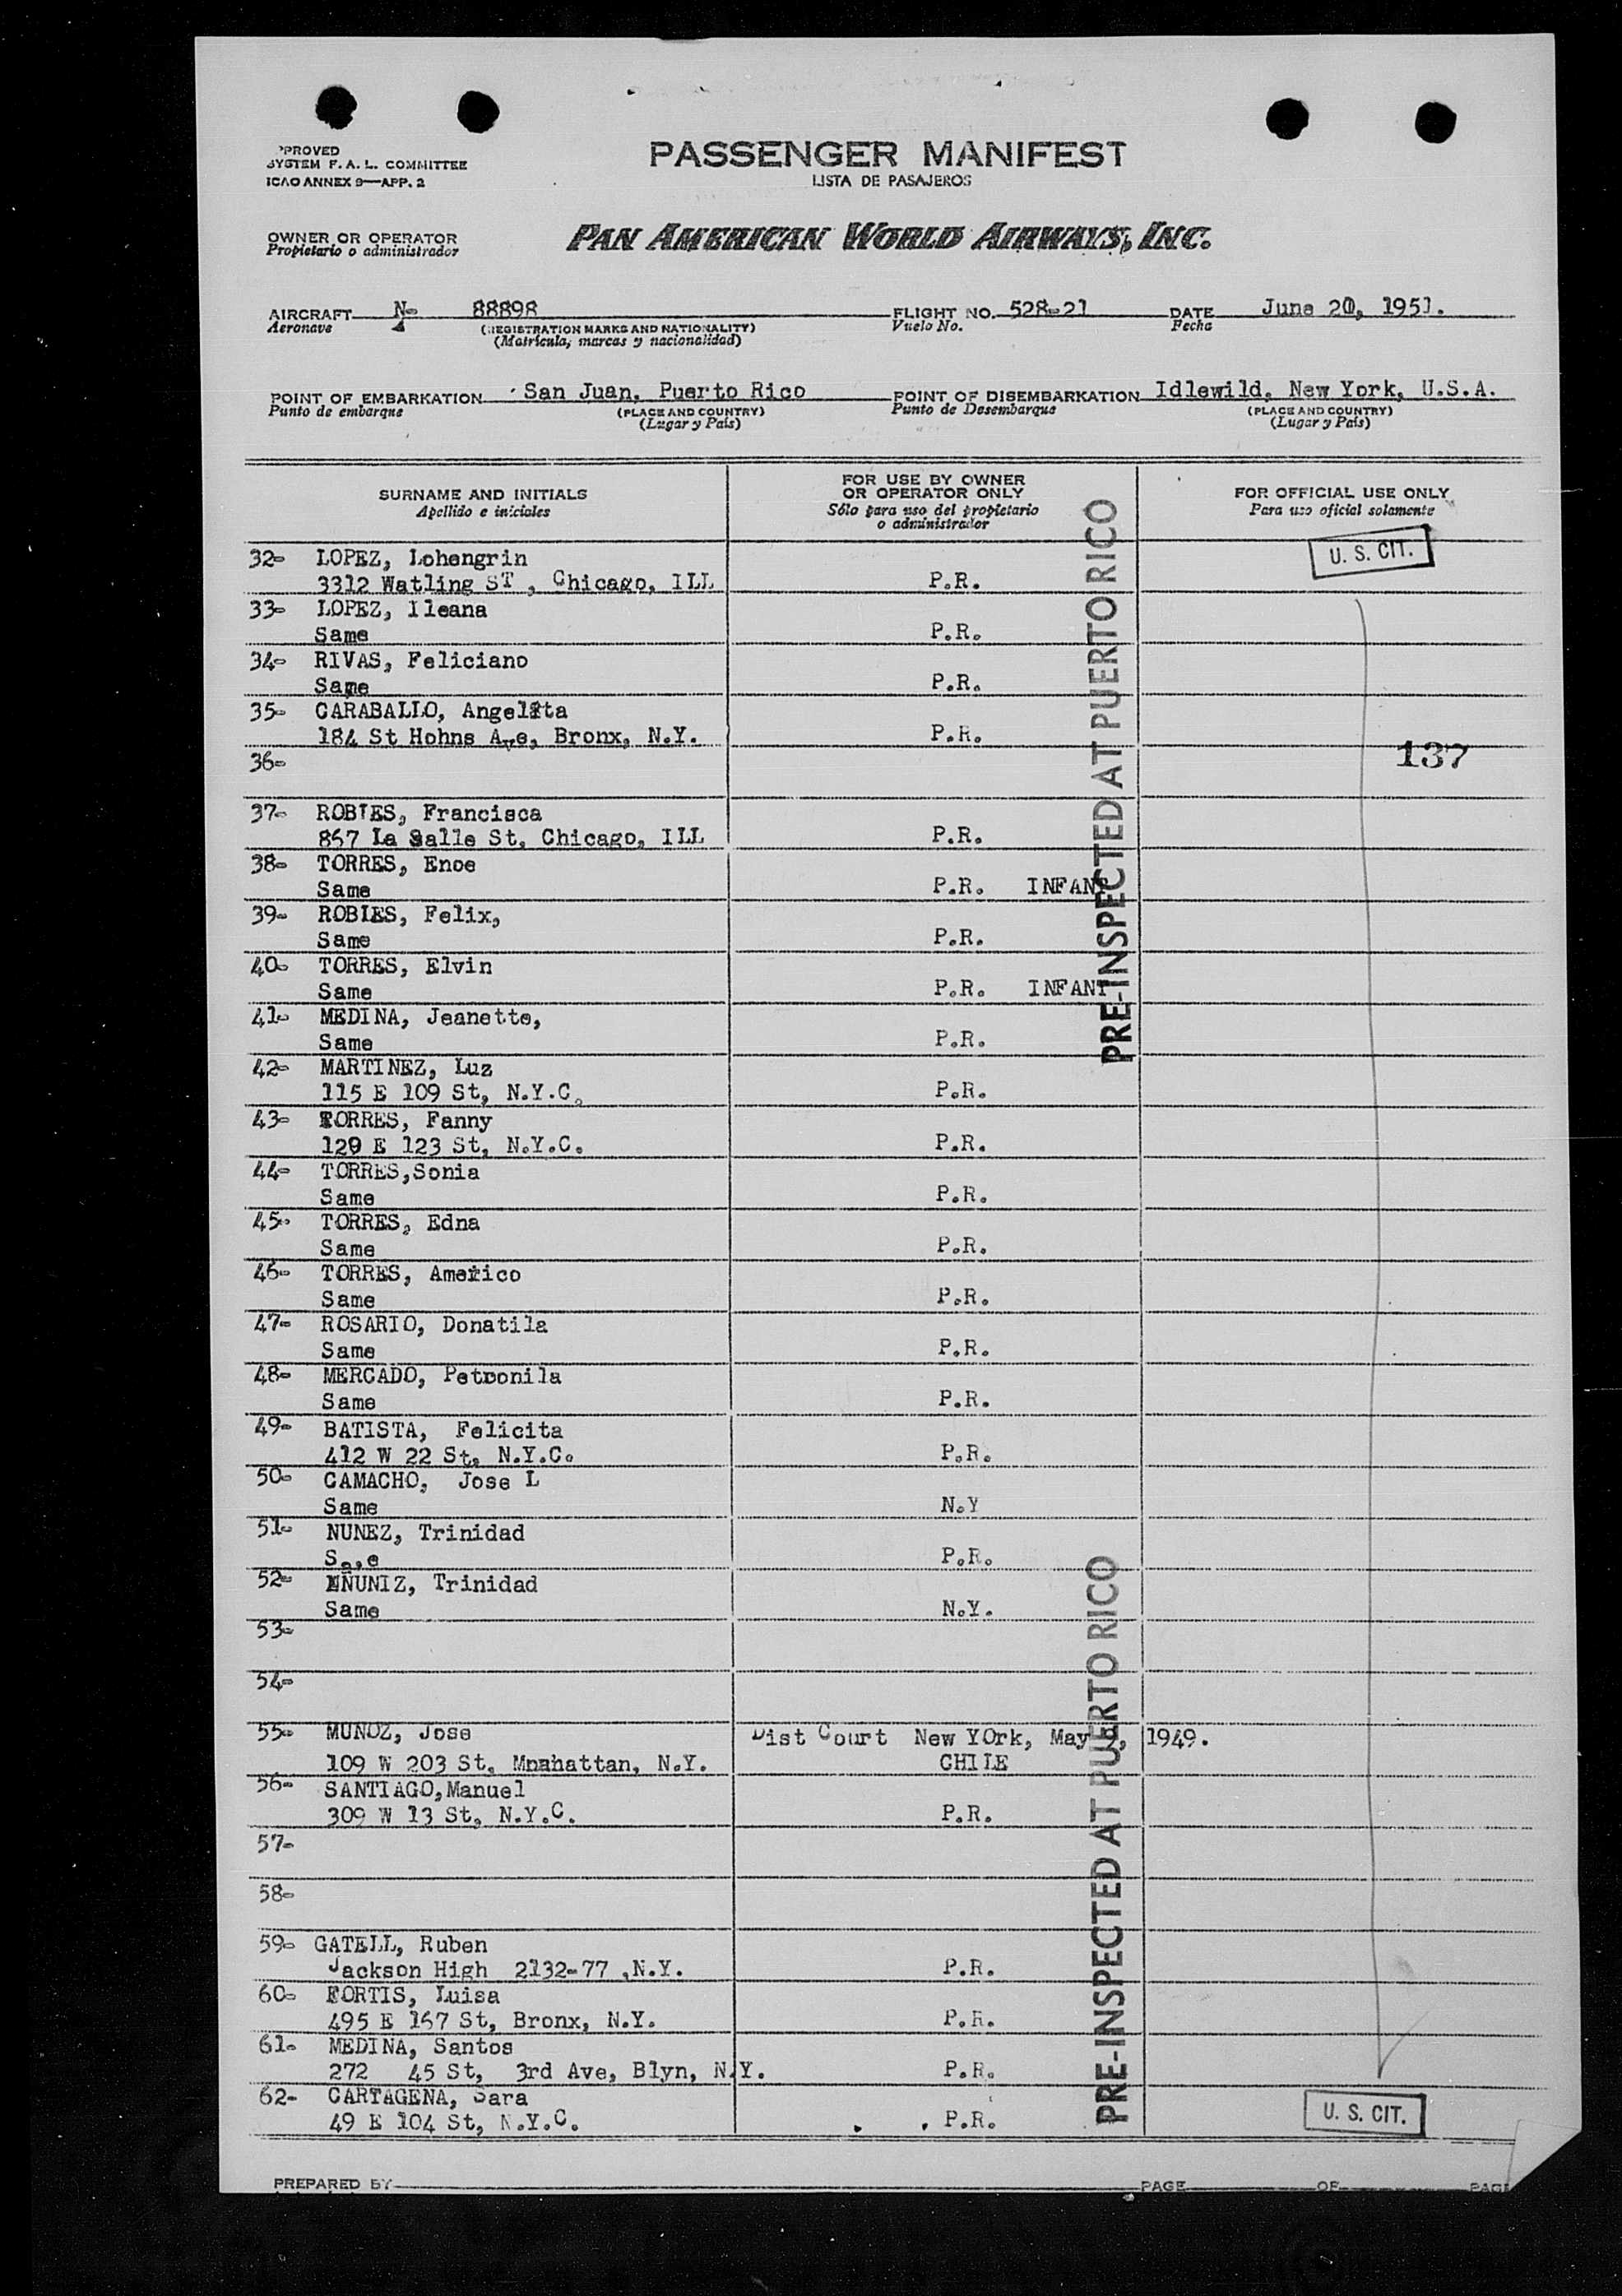 PPROVED
SYSTEM F. A. L. COMMITTEE
ICAO ANNEX 9—APP. 2
PASSENGER MANIFEST
LISTA DE PASAJEROS
OWNER OR OPERATOR
Propietario o administrador
PAN AMERICAN WORLD AIRWAYS, INC.
AIRCRAFT N- 88898 FLIGHT NO. 528-21 DATE June 20, 1951.
Aeronave (REGISTRATION MARKS AND NATIONALITY) Vuelo No. Fecha
(Matrícula, marcas y nacionalidad)
POINT OF EMBARKATION San Juan, Puerto Rico POINT OF DISEMBARKATION Idlewild, New York, U.S.A.
Punto de embarque (PLACE AND COUNTRY) Punto de Desembarque (PLACE AND COUNTRY)
(Lugar y País) (Lugar y País)
SURNAME AND INITIALS
Apellido e iniciales
FOR USE BY OWNER
OR OPERATOR ONLY
Sólo para uso del propietario
o administrador
FOR OFFICIAL USE ONLY
Para uso oficial solamente
U. S. CIT.
PRE-INSPECTED AT PUERTO RICO
32- LOPEZ, Lohengrin
3312 Watling ST , Chicago, ILL P.R.
33- LOPEZ, Ileana
Same P.R.
34- RIVAS, Feliciano
Same P.R.
35- CARABALLO, Angelita
184 St Hohns Ave, Bronx, N.Y. P.R.
36- 137
37- ROBLES, Francisca
857 La Salle St, Chicago, ILL P.R.
38- TORRES, Enoe
Same P.R. INFANT
39- ROBLES, Felix,
Same P.R.
40- TORRES, Elvin
Same P.R. INFANT
41- MEDINA, Jeanette,
Same P.R.
42- MARTINEZ, Luz
115 E 109 St, N.Y.C. P.R.
43- TORRES, Fanny
129 E 123 St, N.Y.C. P.R.
44- TORRES,Sonia
Same P.R.
45- TORRES, Edna
Same P.R.
46- TORRES, Americo
Same P.R.
47- ROSARIO, Donatila
Same P.R.
48- MERCADO, Petronila
Same P.R.
49- BATISTA, Felicita
412 W 22 St, N.Y.C. P.R.
50- CAMACHO, Jose L
Same N.Y
51- NUNEZ, Trinidad
Same P.R.
52- ÑUNIZ, Trinidad
Same N.Y.
53-
54-
55- MUNOZ, Jose Dist Court New YOrk, May 9, 1949.
109 W 203 St, Mnahattan, N.Y. CHILE
56- SANTIAGO,Manuel
309 W 13 St, N.Y.C. P.R.
57-
58-
59- GATELL, Ruben
Jackson High 2132-77 ,N.Y. P.R.
60- FORTIS, Luisa
495 E 167 St, Bronx, N.Y. P.R.
61- MEDINA, Santos
272 45 St, 3rd Ave, Blyn, N.Y. P.R.
62- CARTAGENA, Sara
49 E 104 St, N.Y.C. P.R.
PRE-INSPECTED AT PUERTO RICO
U. S. CIT.
PREPARED BY PAGE OF PAGE